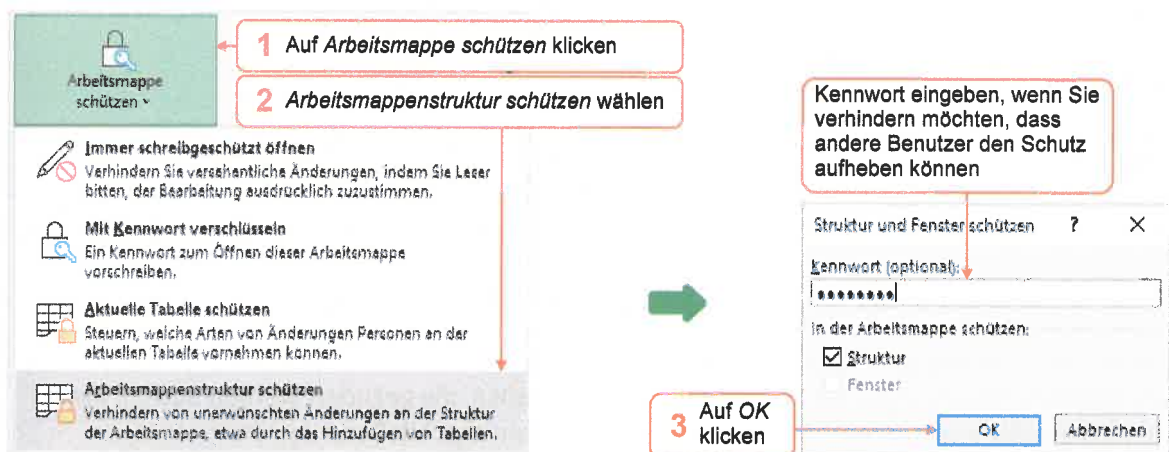 Arbeitsmappe
schützen
1 Auf Arbeitsmappe schützen klicken
2 Arbeitsmappenstruktur schützen wählen
Immer schreibgeschützt öffnen
Verhindern Sie versehentliche Änderungen, indem Sie Leser
bitten, der Bearbeitung ausdrücklich zuzustimmen.
Mit Kennwort verschlüsseln
Ein Kennwort zum Öffnen dieser Arbeitsmappe
vorschreiben.
Aktuelle Tabelle schützen
Steuern, welche Arten von Änderungen Personen an der
aktuellen Tabelle vornehmen können.
Arbeitsmappenstruktur schützen
Verhindern von unerwünschten Änderungen an der Struktur
der Arbeitsmappe, etwa durch das Hinzufügen von Tabellen.
Kennwort eingeben, wenn Sie
verhindern möchten, dass
andere Benutzer den Schutz
aufheben können
Struktur und Fenster schützen ? ×
Kennwort (optional):
••••••••
In der Arbeitsmappe schützen:
Struktur
Fenster
3 Auf OK
klicken
OK Abbrechen